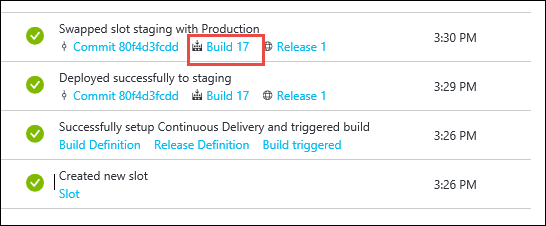 Swapped slot staging with Production
Commit 80f4d3fcdd Build 17 Release 1 3:30 PM
Deployed successfully to staging
Commit 80f4d3fcdd Build 17 Release 1 3:29 PM
Successfully setup Continuous Delivery and triggered build
Build Definition Release Definition Build triggered 3:26 PM
Created new slot
Slot 3:26 PM